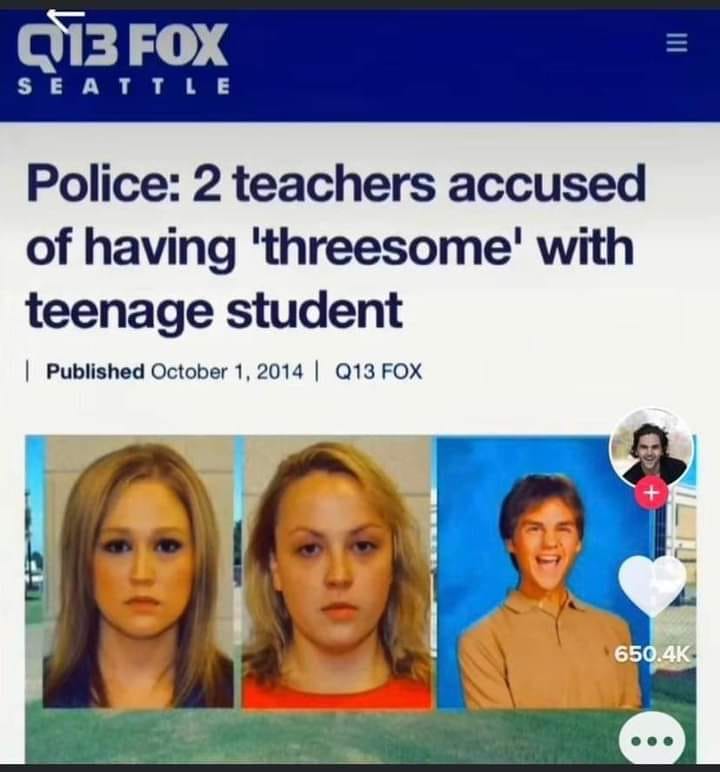 Q13 FOX
SEATTLE
Police: 2 teachers accused
of having 'threesome' with
teenage student
| Published October 1, 2014 | Q13 FOX
650.4K